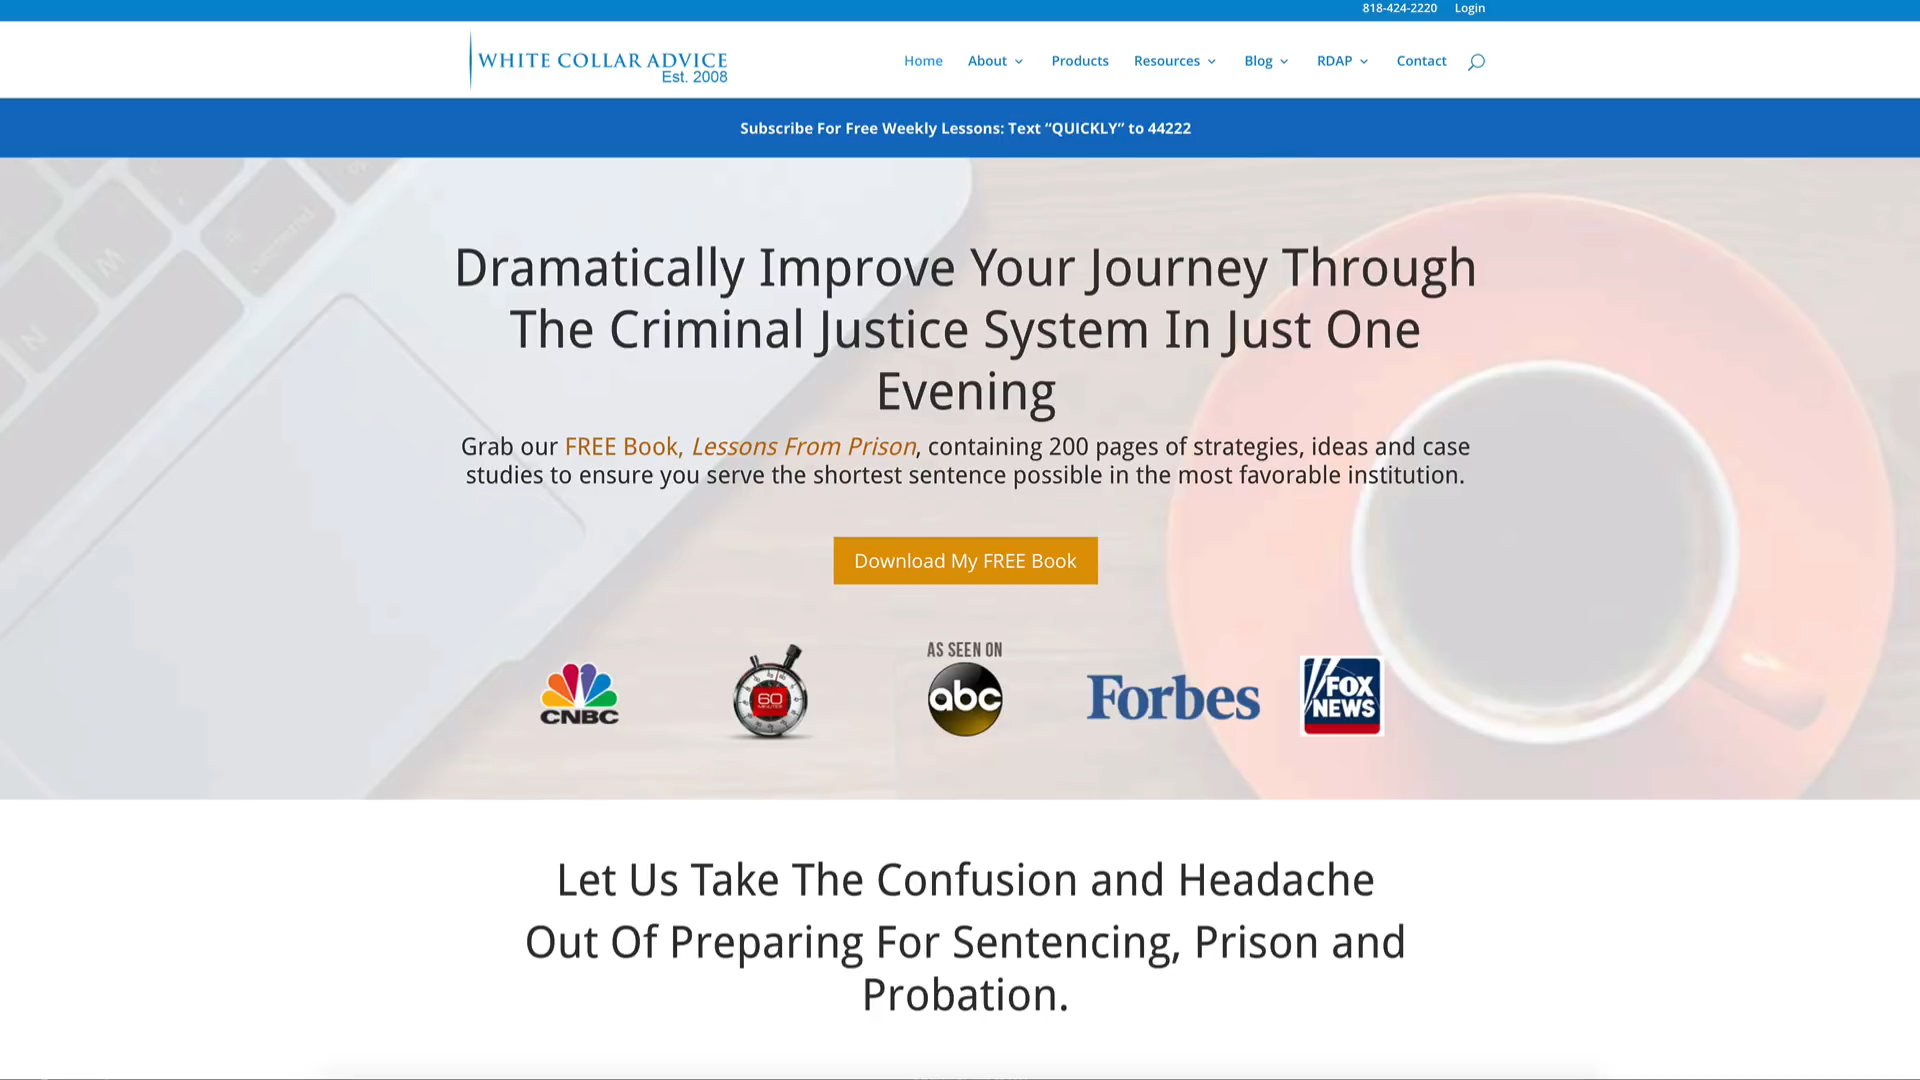 818-424-2220 Login
WHITE COLLAR ADVICE
Est. 2008
Home About Products Resources Blog RDAP Contact
Subscribe For Free Weekly Lessons: Text “QUICKLY” to 44222
Dramatically Improve Your Journey Through
The Criminal Justice System In Just One
Evening
Grab our FREE Book, Lessons From Prison, containing 200 pages of strategies, ideas and case
studies to ensure you serve the shortest sentence possible in the most favorable institution.
Download My FREE Book
AS SEEN ON
CNBC
60
MINUTES
abc
Forbes
FOX
NEWS
Let Us Take The Confusion and Headache
Out Of Preparing For Sentencing, Prison and
Probation.